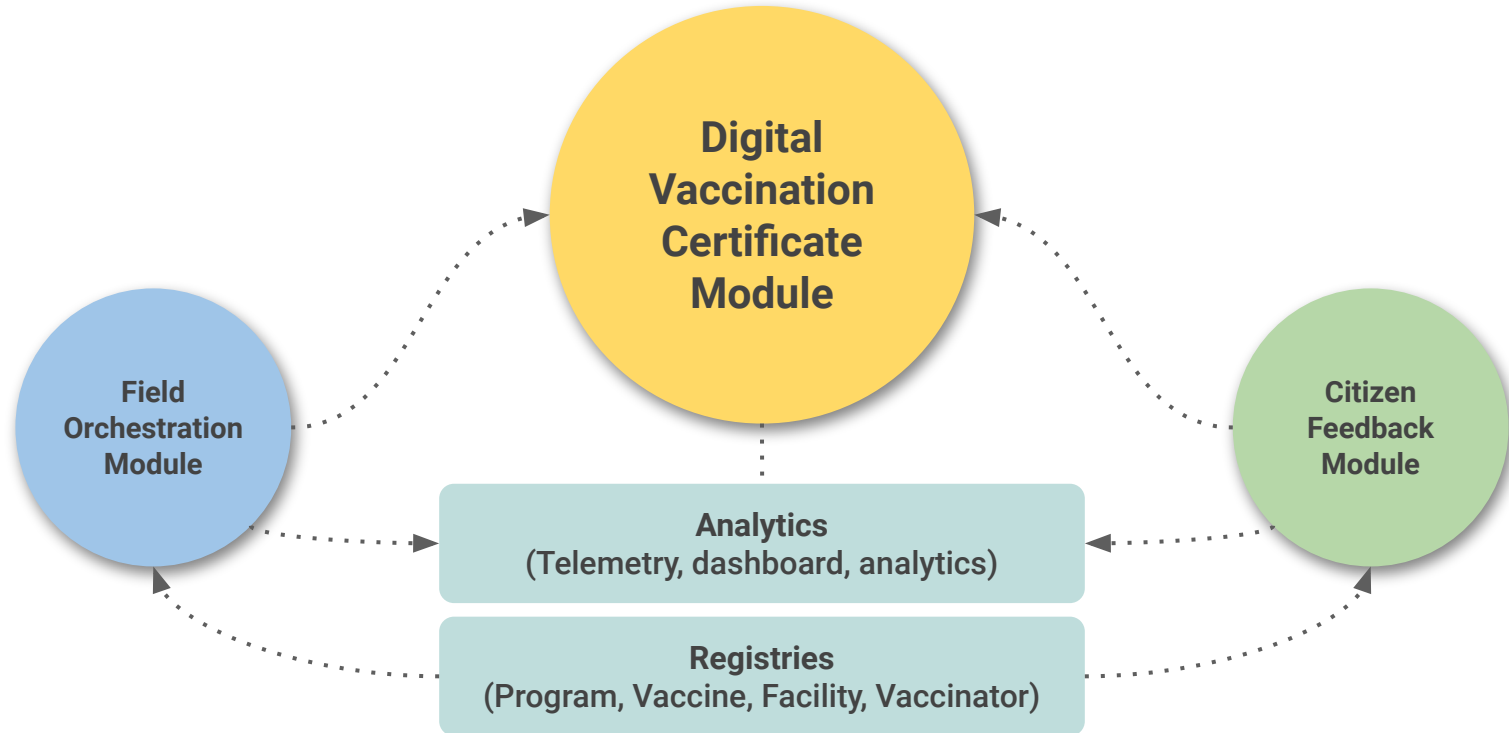 Digital
Vaccination
Certificate
Module
Field
Orchestration
Module
Citizen
Feedback
Module
Analytics
(Telemetry, dashboard, analytics)
Registries
(Program, Vaccine, Facility, Vaccinator)